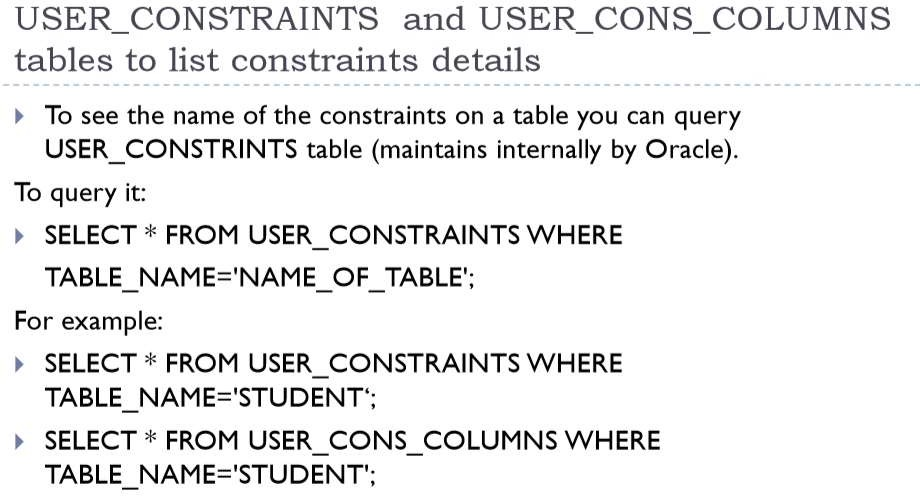 USER_CONSTRAINTS and USER_CONS_COLUMNS
tables to list constraints details
To see the name of the constraints on a table you can query
USER_CONSTRINTS table (maintains internally by Oracle).
To query it:
SELECT * FROM USER_CONSTRAINTS WHERE
TABLE_NAME='NAME_OF_TABLE';
For example:
SELECT * FROM USER_CONSTRAINTS WHERE
TABLE_NAME='STUDENT‘;
SELECT * FROM USER_CONS_COLUMNS WHERE
TABLE_NAME='STUDENT';